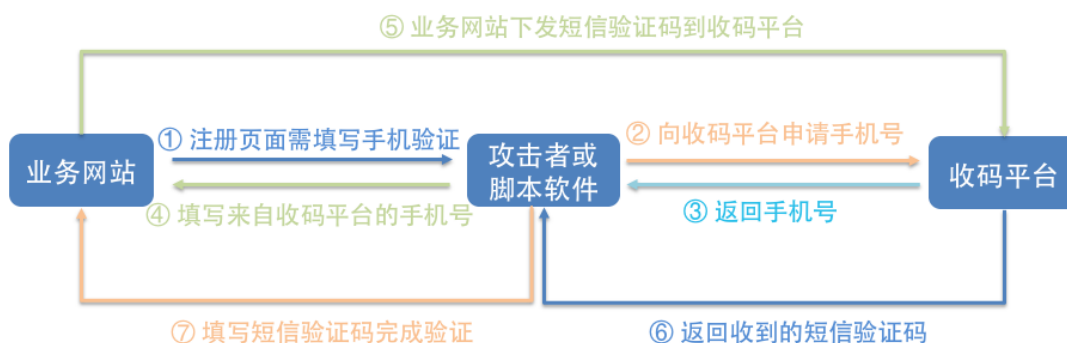 ⑤ 业务网站下发短信验证码到收码平台
① 注册页面需填写手机验证
② 向收码平台申请手机号
业务网站
攻击者或
脚本软件
收码平台
④ 填写来自收码平台的手机号
③ 返回手机号
⑦ 填写短信验证码完成验证
⑥ 返回收到的短信验证码